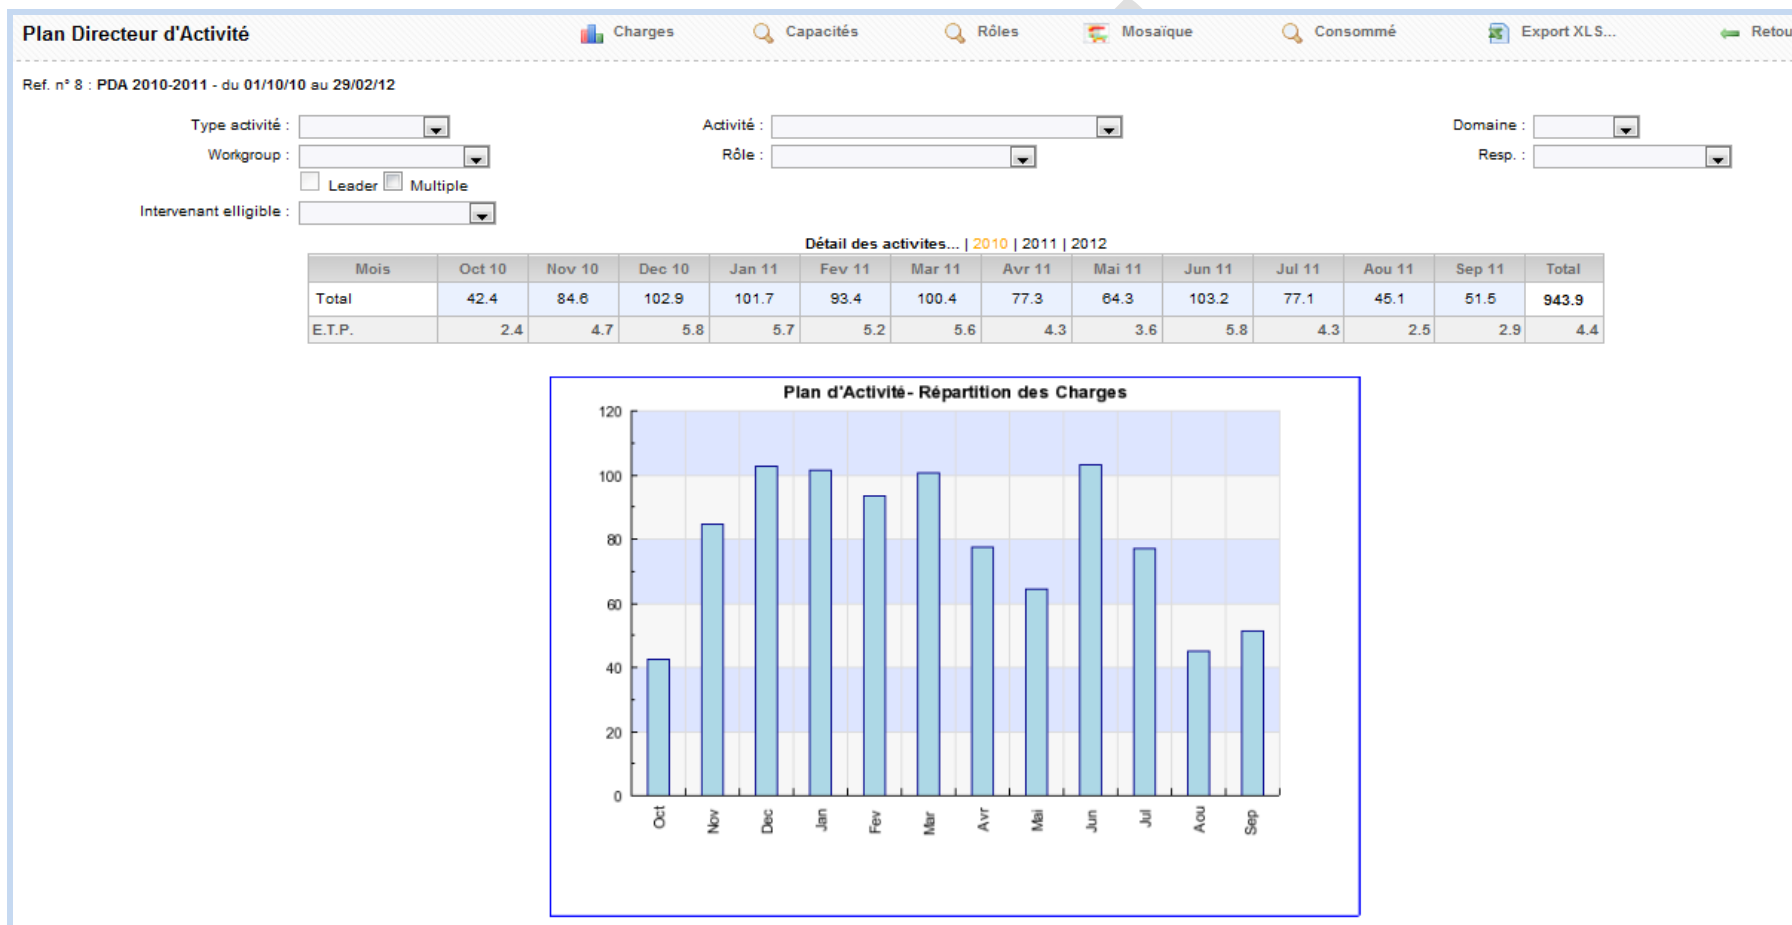 Plan Directeur d'Activité Charges Capacités Rôles Mosaïque Consommé Export XLS... Retou
Ref. n° 8 : PDA 2010-2011 - du 01/10/10 au 29/02/12
Type activité : Activité : Domaine :
Workgroup : Rôle : Resp. :
Leader Multiple
Intervenant elligible :
Détail des activites... | 2010 | 2011 | 2012
Mois Oct 10 Nov 10 Dec 10 Jan 11 Fev 11 Mar 11 Avr 11 Mai 11 Jun 11 Jul 11 Aou 11 Sep 11 Total
Total 42.4 84.6 102.9 101.7 93.4 100.4 77.3 64.3 103.2 77.1 45.1 51.5 943.9
E.T.P. 2.4 4.7 5.8 5.7 5.2 5.6 4.3 3.6 5.8 4.3 2.5 2.9 4.4
Plan d'Activité- Répartition des Charges
120
100
80
60
40
20
0
Oct Nov Dec Jan Fev Mar Avr Mai Jun Jul Aou Sep